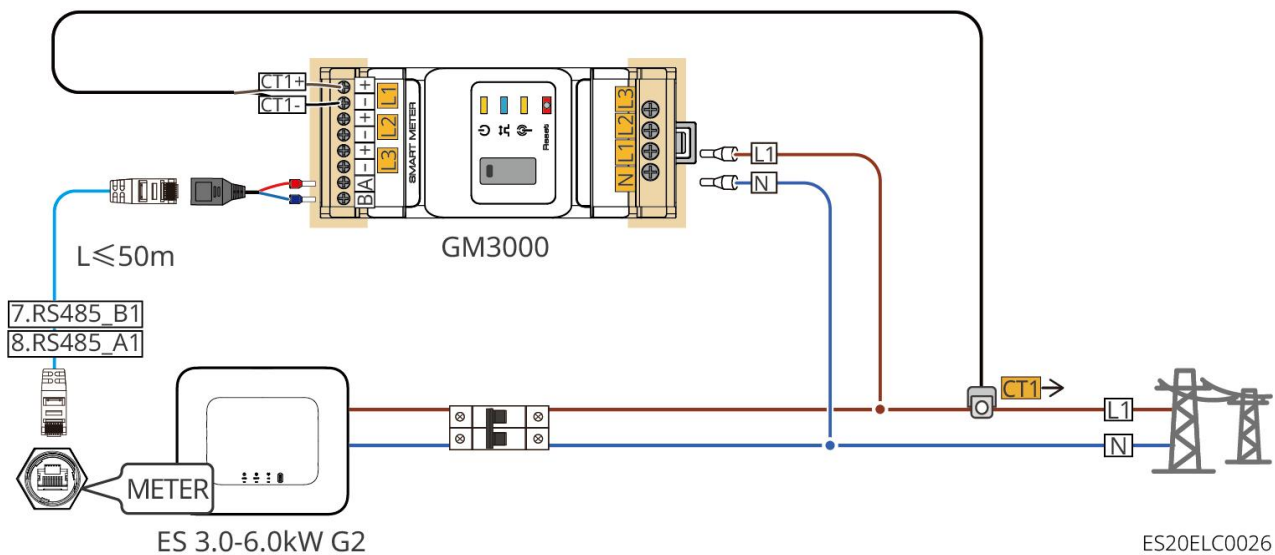 CT1+
CT1-
+
-
+
-
+
-
A
B
L1
L2
L3
SMART METER
Reset
L3
L2
L1
N
L1
N
GM3000
L≤50m
7.RS485_B1
8.RS485_A1
METER
ES 3.0-6.0kW G2
CT1
L1
N
ES20ELC0026